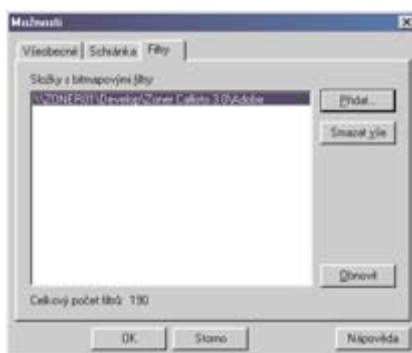 Možnosti
Všeobecné Schránka Filtry
Složky s bitmapovými filtry
\\ZONER01\Develop\Zoner Callisto 3.0\Adobe
Přidat...
Smazat vše
Obnovit
Celkový počet filtrů: 190
OK Storno Nápověda